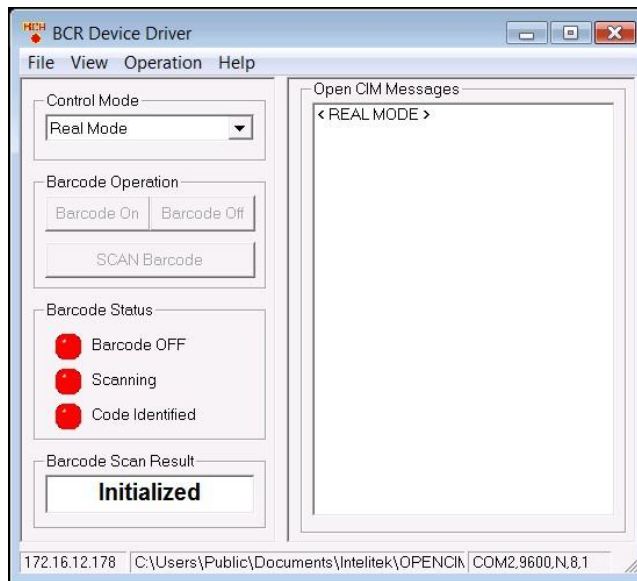 BCR Device Driver
File View Operation Help
Control Mode
Real Mode
Barcode Operation
Barcode On Barcode Off
SCAN Barcode
Barcode Status
Barcode OFF
Scanning
Code Identified
Barcode Scan Result
Initialized
Open CIM Messages
< REAL MODE >
172.16.12.178 C:\Users\Public\Documents\Intelitek\OPENCIM COM2,9600,N,8,1